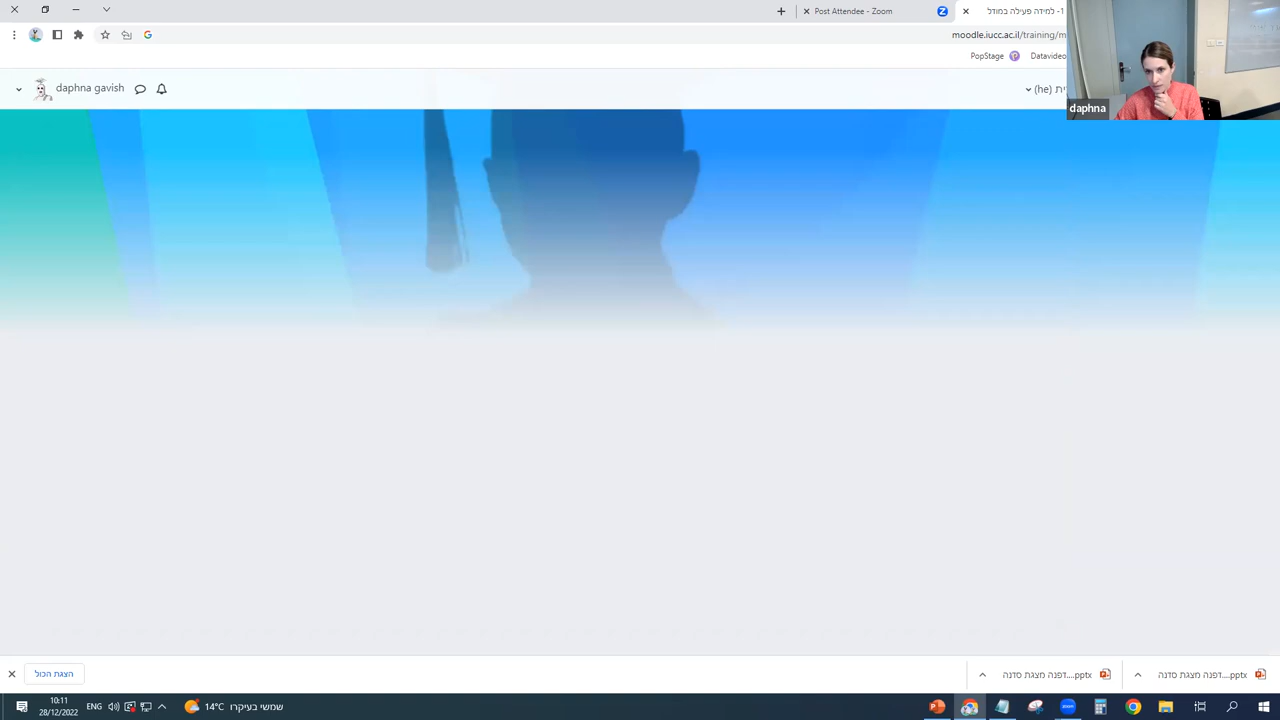 Post Attendee - Zoom
1- למידה פעילה במודל
moodle.iucc.ac.il/training/m
PopStage
Datavideo
daphna gavish
ית (he)
daphna
הצגת הכול
דפנה מצגת סדנה....pptx
דפנה מצגת סדנה....pptx
10:11
28/12/2022
ENG
14°C
שמשי בעיקרו